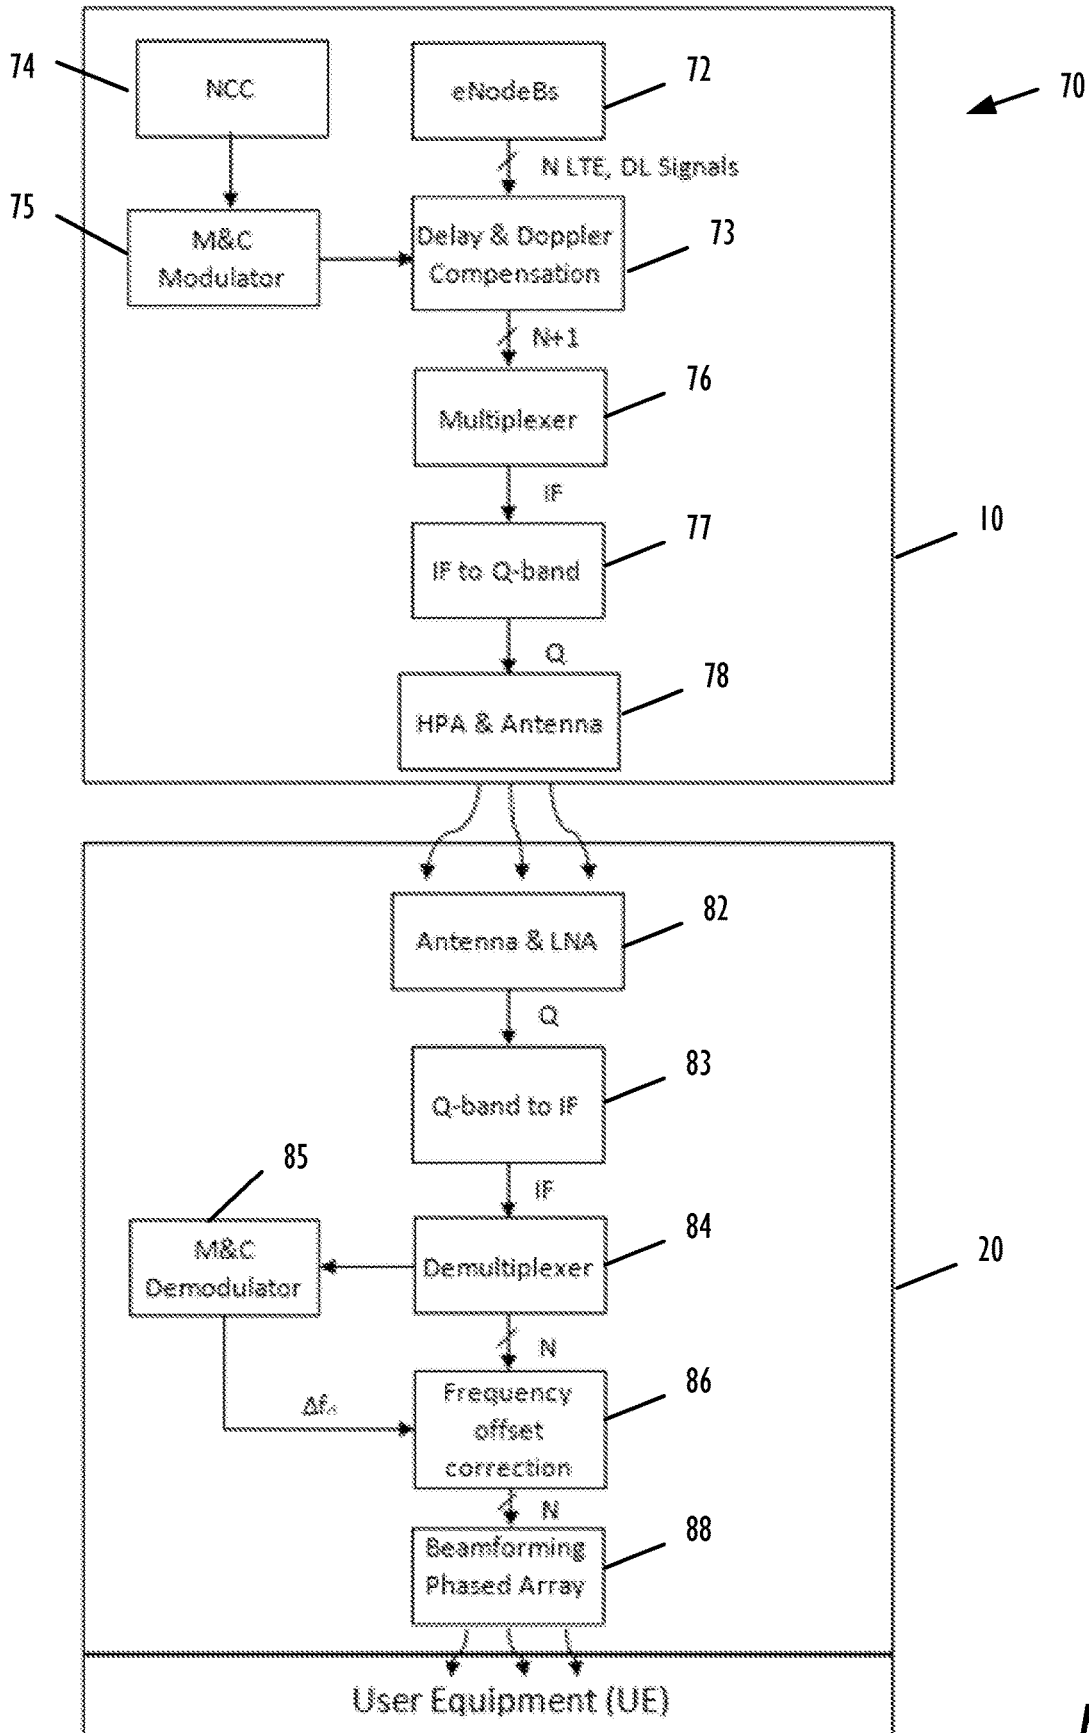 74
NCC
eNodeBs
72
70
N LTE, DL Signals
75
M&C
Modulator
Delay & Doppler
Compensation
73
N+1
Multiplexer
76
IF
10
IF to Q-band
77
Q
HPA & Antenna
78
Antenna & LNA
82
Q
Q-band to IF
83
IF
85
M&C
Demodulator
Demultiplexer
84
20
N
Frequency
offset
correction
86
N
Beamforming
Phased Array
88
User Equipment (UE)